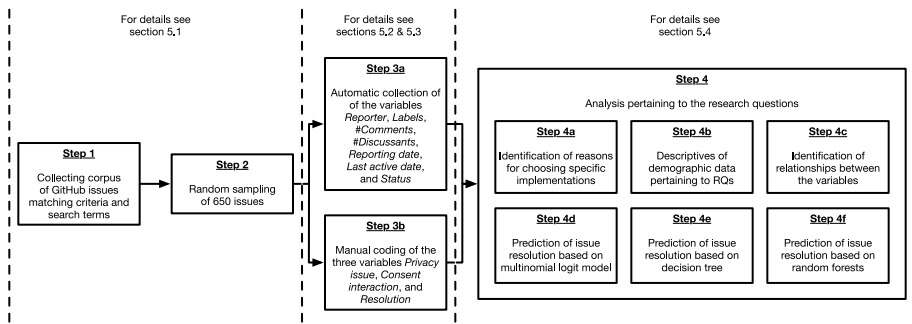 For details see
section 5.1
For details see
sections 5.2 & 5.3
For details see
section 5.4
Step 1
Collecting corpus
of GitHub issues
matching criteria and
search terms
Step 2
Random sampling
of 650 issues
Step 3a
Automatic collection of
of the variables
Reporter, Labels,
#Comments,
#Discussants,
Reporting date,
Last active date,
and Status
Step 3b
Manual coding of the
three variables Privacy
issue, Consent
interaction, and
Resolution
Step 4
Analysis pertaining to the research questions
Step 4a
Identification of reasons
for choosing specific
implementations
Step 4b
Descriptives of
demographic data
pertaining to RQs
Step 4c
Identification of
relationships between
the variables
Step 4d
Prediction of issue
resolution based on
multinomial logit model
Step 4e
Prediction of issue
resolution based on
decision tree
Step 4f
Prediction of issue
resolution based on
random forests